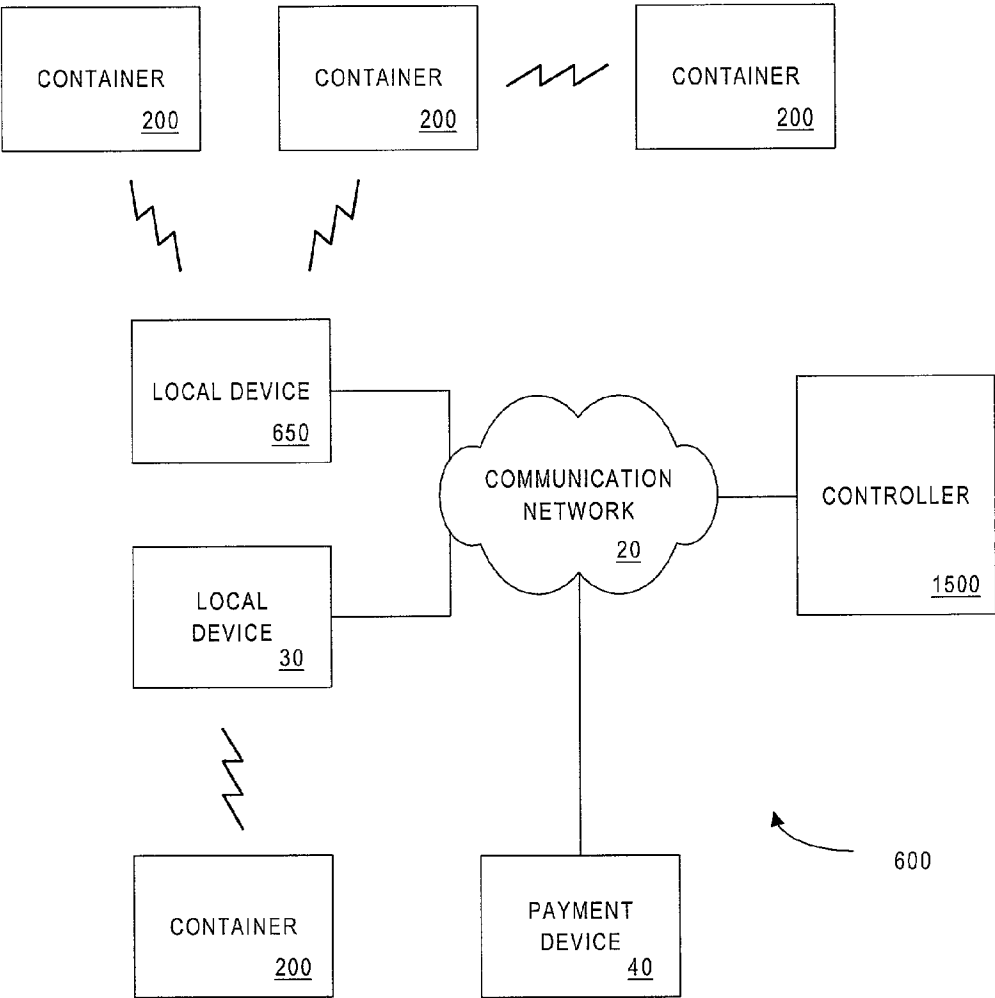 CONTAINER
200
CONTAINER
200
CONTAINER
200
LOCAL DEVICE
650
COMMUNICATION
NETWORK
20
CONTROLLER
1500
LOCAL
DEVICE
30
600
CONTAINER
200
PAYMENT
DEVICE
40